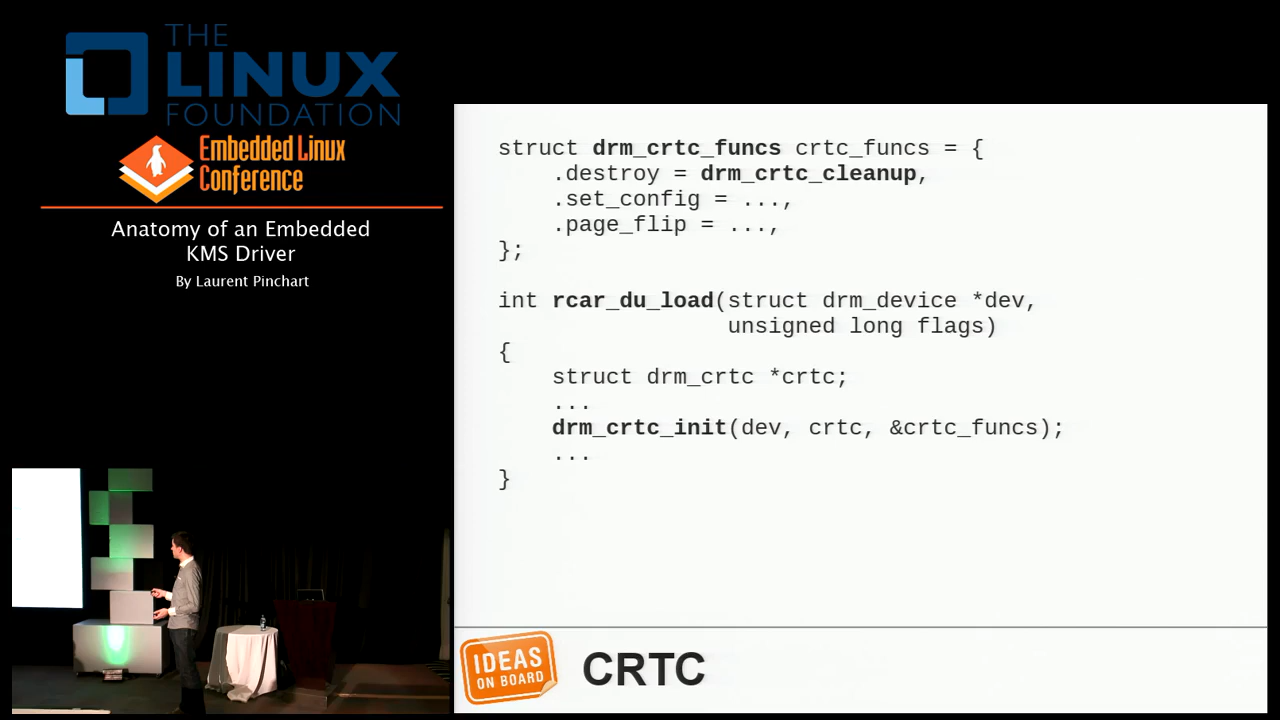 THE
LINUX
FOUNDATION
Embedded Linux
Conference
Anatomy of an Embedded
KMS Driver
By Laurent Pinchart
struct drm_crtc_funcs crtc_funcs = {
    .destroy = drm_crtc_cleanup,
    .set_config = ...,
    .page_flip = ...,
};
int rcar_du_load(struct drm_device *dev,
                 unsigned long flags)
{
    struct drm_crtc *crtc;
    ...
    drm_crtc_init(dev, crtc, &crtc_funcs);
    ...
}
IDEAS
ON BOARD
CRTC